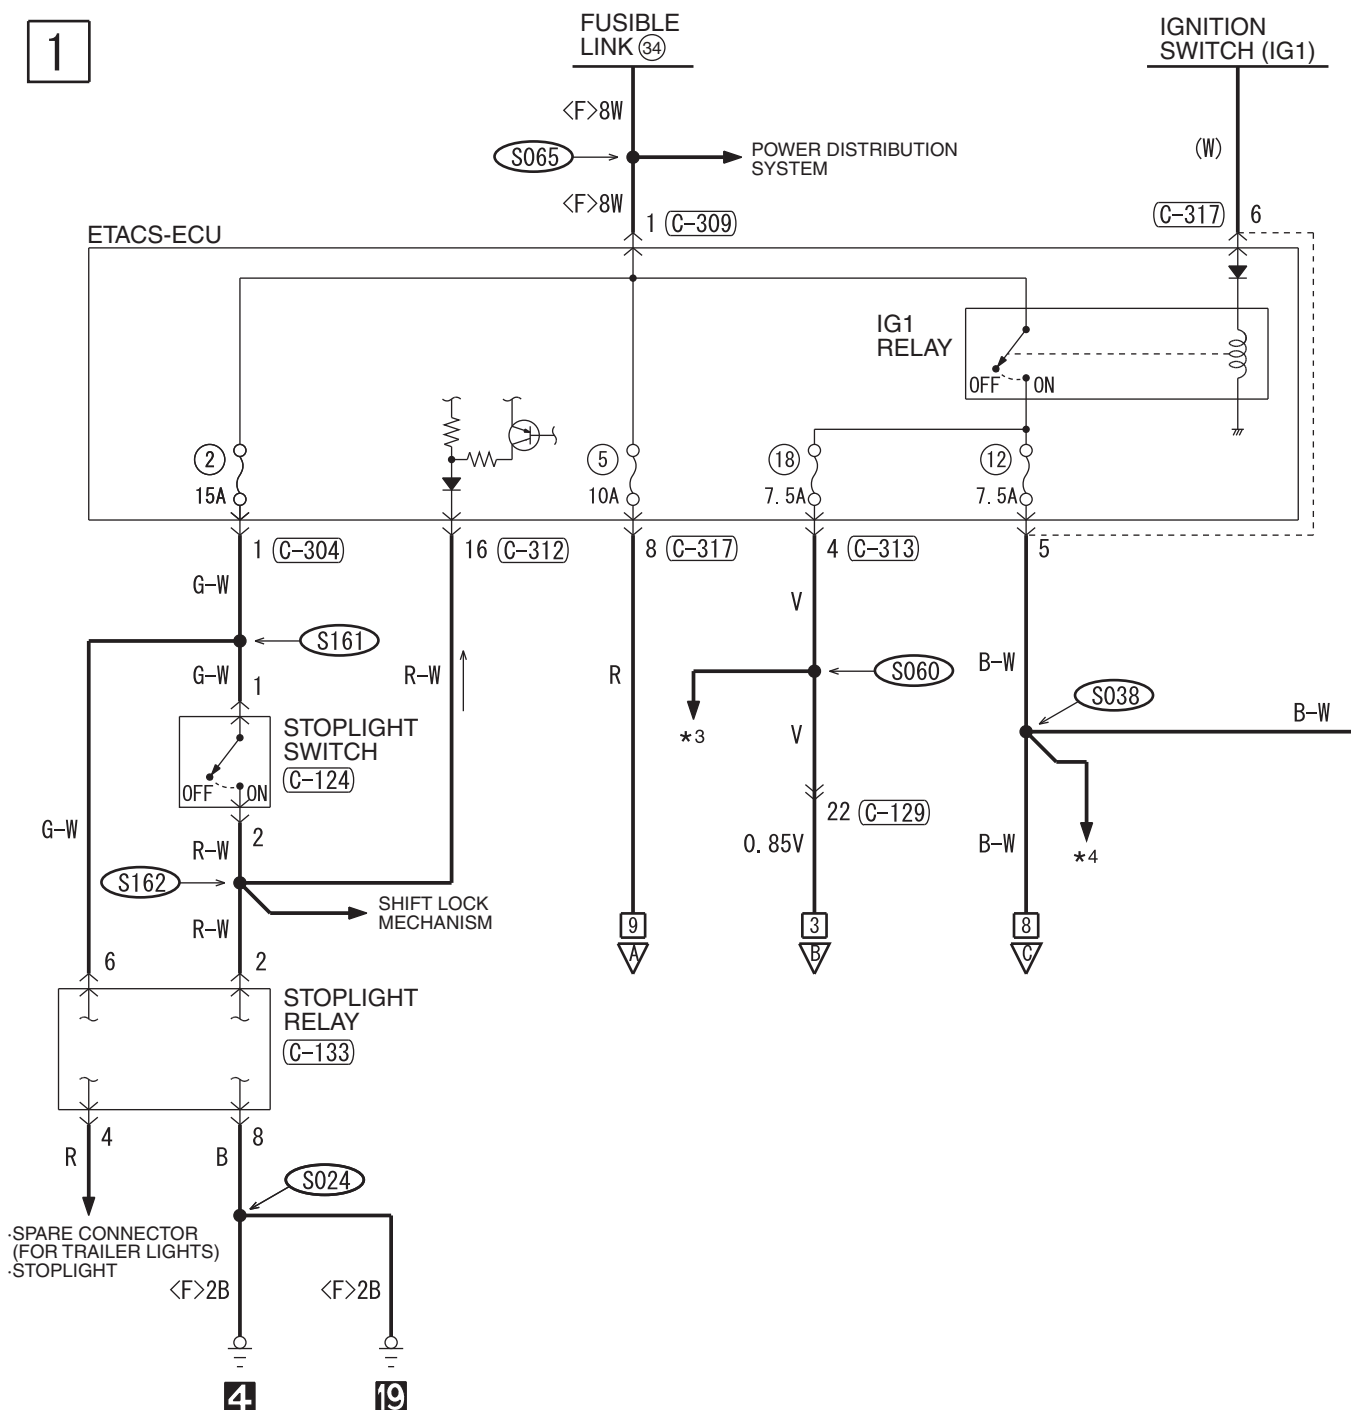 1
FUSIBLE
LINK 34
IGNITION
SWITCH (IG1)
<F>8W
(W)
S065
POWER DISTRIBUTION
SYSTEM
<F>8W
1 C-309
C-317 6
ETACS-ECU
IG1
RELAY
OFF ON
2
15A
5
10A
18
7.5A
12
7.5A
1 C-304
16 C-312
8 C-317
4 C-313
5
G-W
V
S161
G-W
1
R-W
R
S060
B-W
S038
B-W
STOPLIGHT
SWITCH
C-124
OFF ON
*3
V
G-W
2
R-W
22 C-129
0.85V
B-W
*4
S162
SHIFT LOCK
MECHANISM
R-W
9
A
3
B
8
C
6
2
STOPLIGHT
RELAY
C-133
4
8
R
B
S024
·SPARE CONNECTOR
(FOR TRAILER LIGHTS)
·STOPLIGHT
<F>2B
<F>2B
4
19